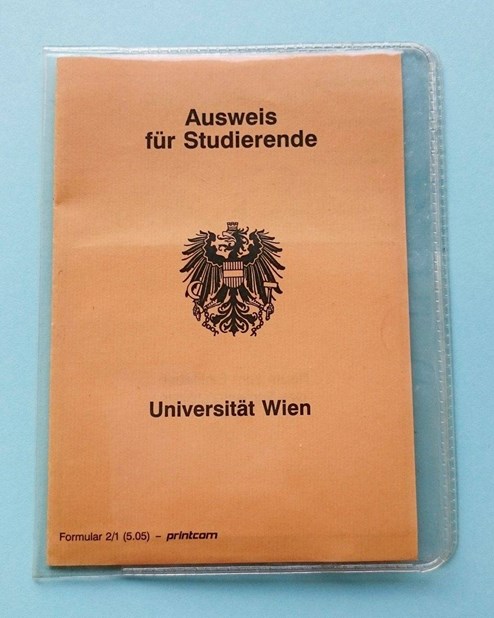 Ausweis
für Studierende
Universität Wien
Formular 2/1 (5.05) – printcom